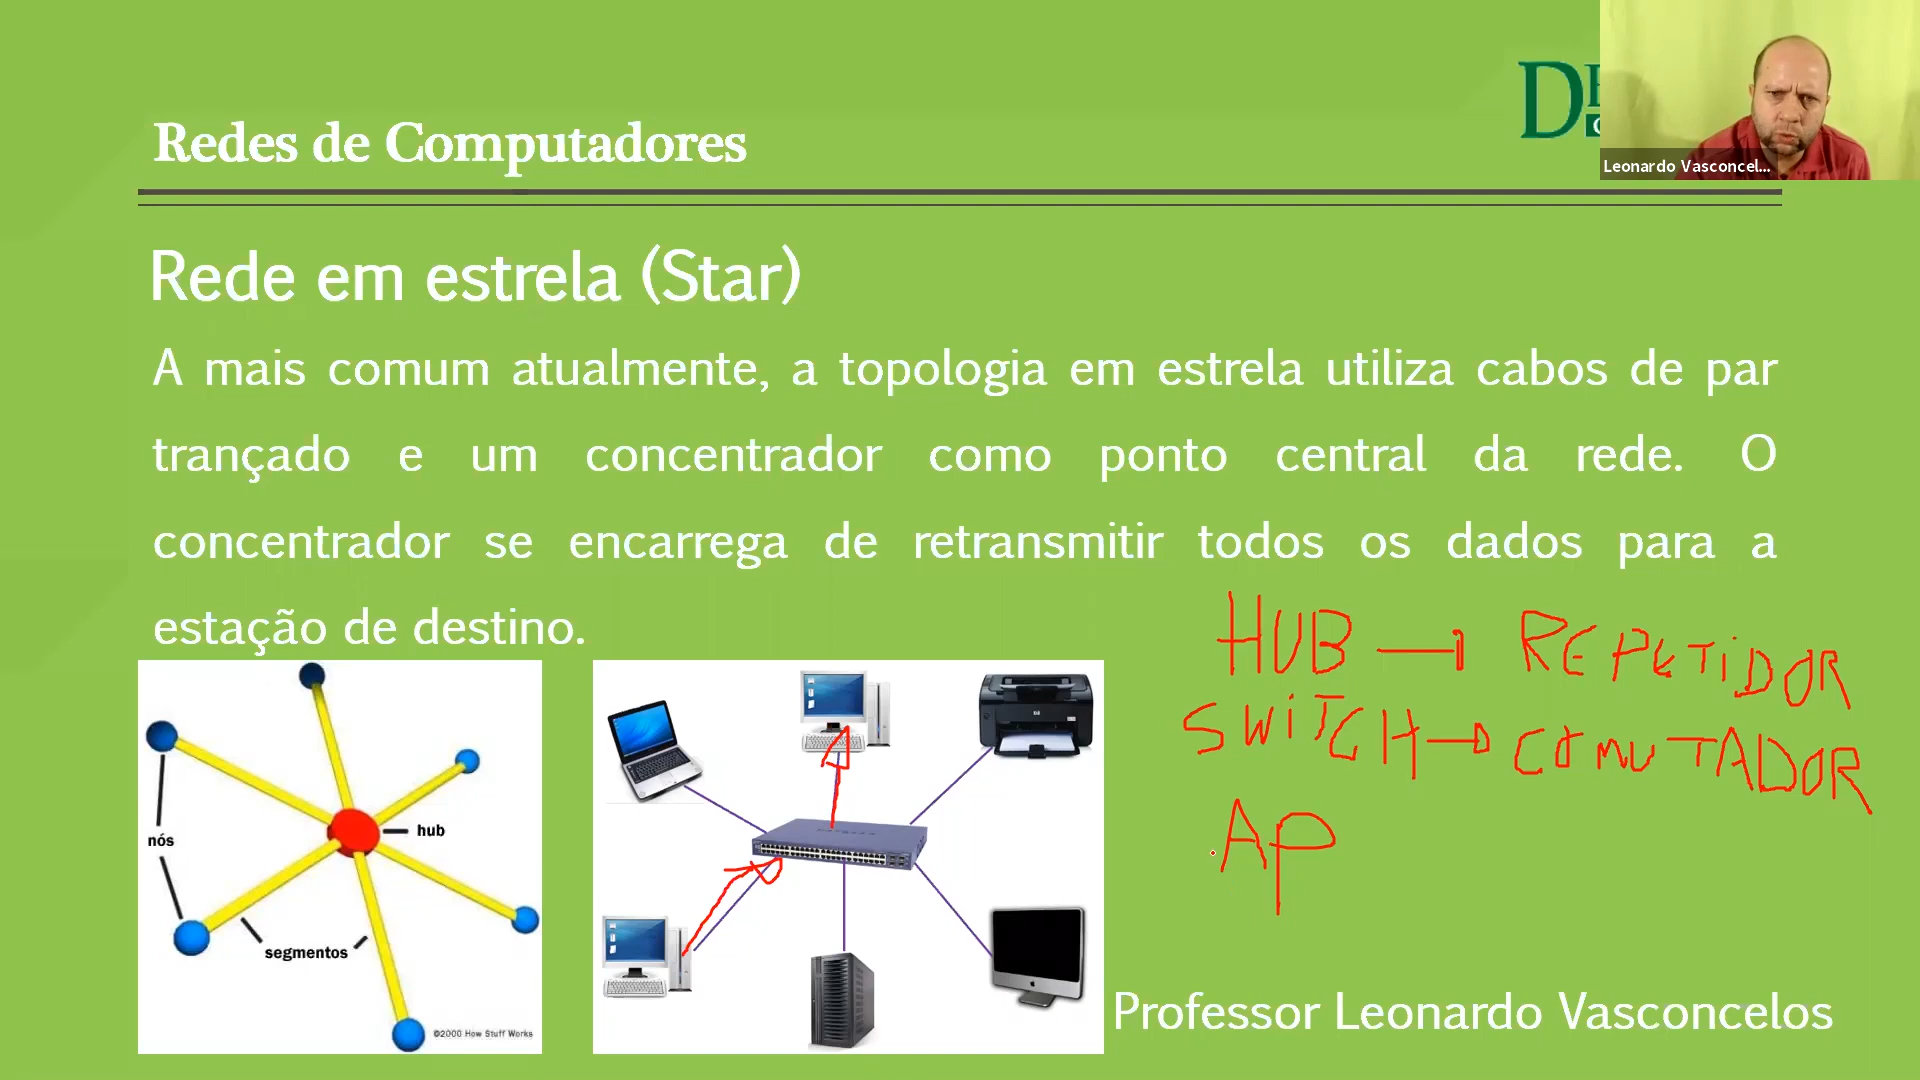 Redes de Computadores
Leonardo Vasconcel...
Rede em estrela (Star)
A mais comum atualmente, a topologia em estrela utiliza cabos de par
trançado e um concentrador como ponto central da rede. O
concentrador se encarrega de retransmitir todos os dados para a
estação de destino.
HUB → REPETIDOR
SWITCH → COMUTADOR
AP
nós
hub
segmentos
©2000 How Stuff Works
Professor Leonardo Vasconcelos